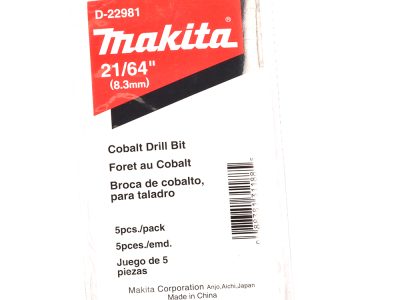 D-22981
makita
21/64"
(8.3mm)
Cobalt Drill Bit
Foret au Cobalt
Broca de cobalto,
para taladro
5pcs./pack
5pces./emd.
Juego de 5
piezas
Makita Corporation Anjo,Aichi,Japan
Made in China